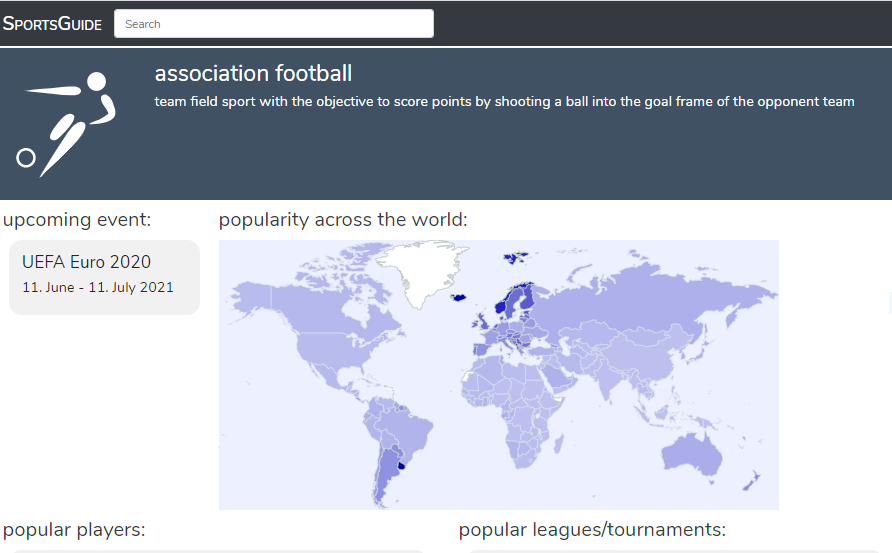 SPORTSGUIDE
Search
association football
team field sport with the objective to score points by shooting a ball into the goal frame of the opponent team
upcoming event:
popularity across the world:
UEFA Euro 2020
11. June - 11. July 2021
popular players:
popular leagues/tournaments: